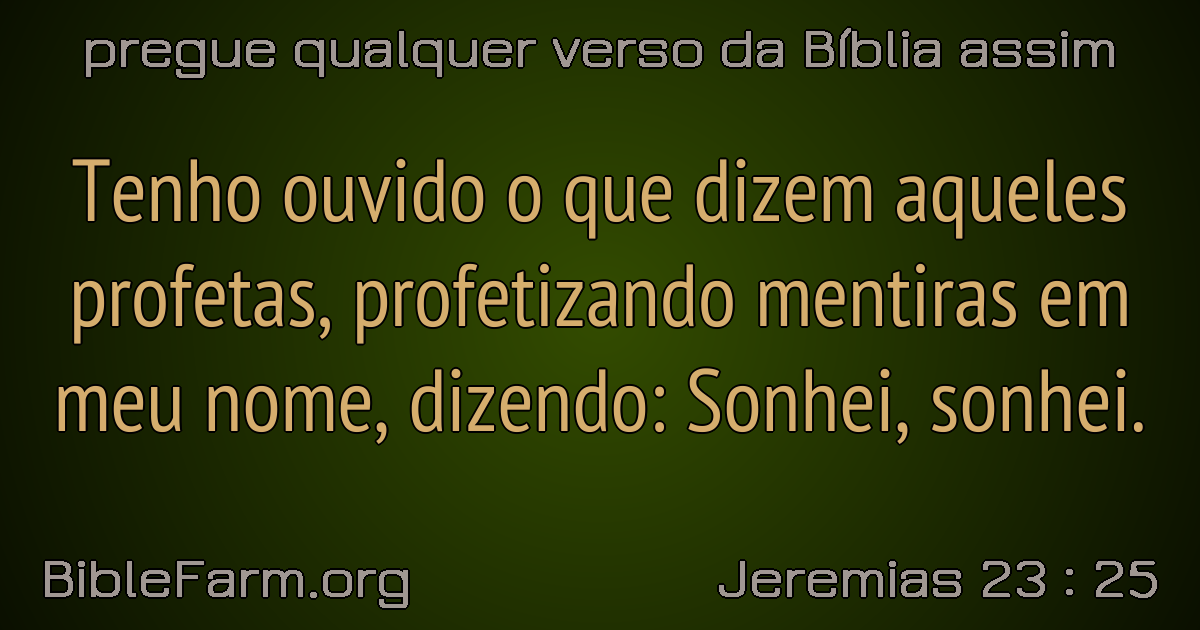 pregue qualquer verso da Bíblia assim
Tenho ouvido o que dizem aqueles
profetas, profetizando mentiras em
meu nome, dizendo: Sonhei, sonhei.
BibleFarm.org
Jeremias 23 : 25